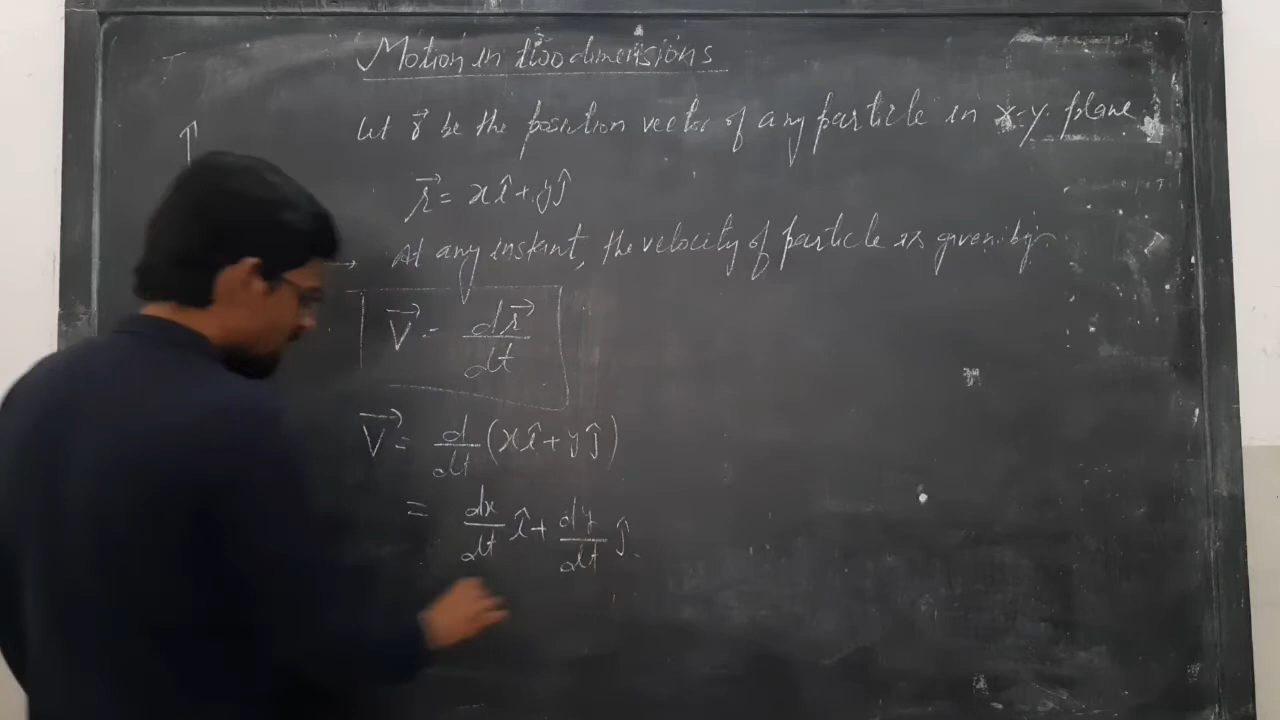 Motion in two dimensions
Let r⃗ be the position vector of any particle in x-y plane
r⃗ = xî + yĵ
→ At any instant, the velocity of particle is given by:
V⃗ = dr⃗/dt
V⃗ = d/dt (xî + yĵ)
= dx/dt î + dy/dt ĵ.